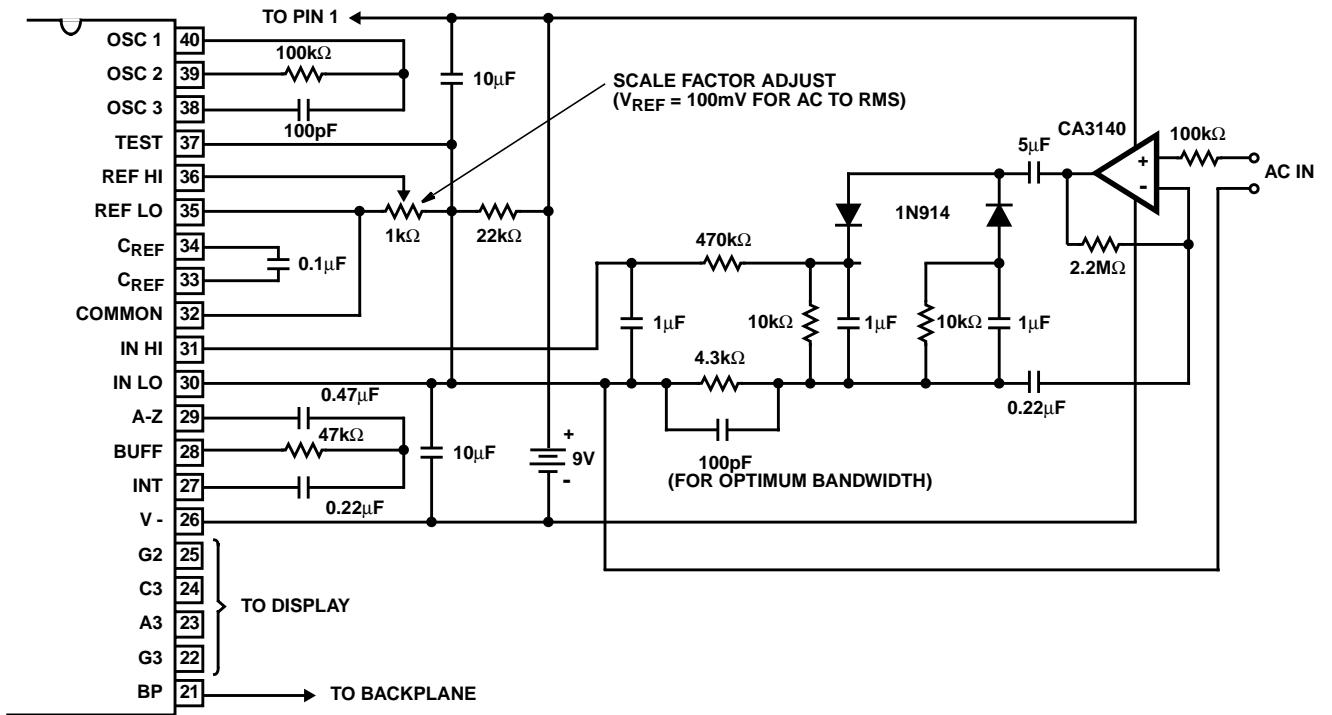 TO PIN 1
OSC 1 40
100kΩ
OSC 2 39
OSC 3 38
100pF
TEST 37
REF HI 36
REF LO 35
1kΩ
22kΩ
CREF 34
0.1µF
CREF 33
COMMON 32
IN HI 31
IN LO 30
0.47µF
A-Z 29
47kΩ
BUFF 28
INT 27
0.22µF
V - 26
G2 25
C3 24
A3 23
G3 22
TO DISPLAY
BP 21
TO BACKPLANE
10µF
SCALE FACTOR ADJUST
(VREF = 100mV FOR AC TO RMS)
10µF
+
9V
-
470kΩ
1µF
10kΩ
1µF
10kΩ
1µF
4.3kΩ
100pF
(FOR OPTIMUM BANDWIDTH)
0.22µF
1N914
5µF
CA3140
+
-
100kΩ
AC IN
2.2MΩ